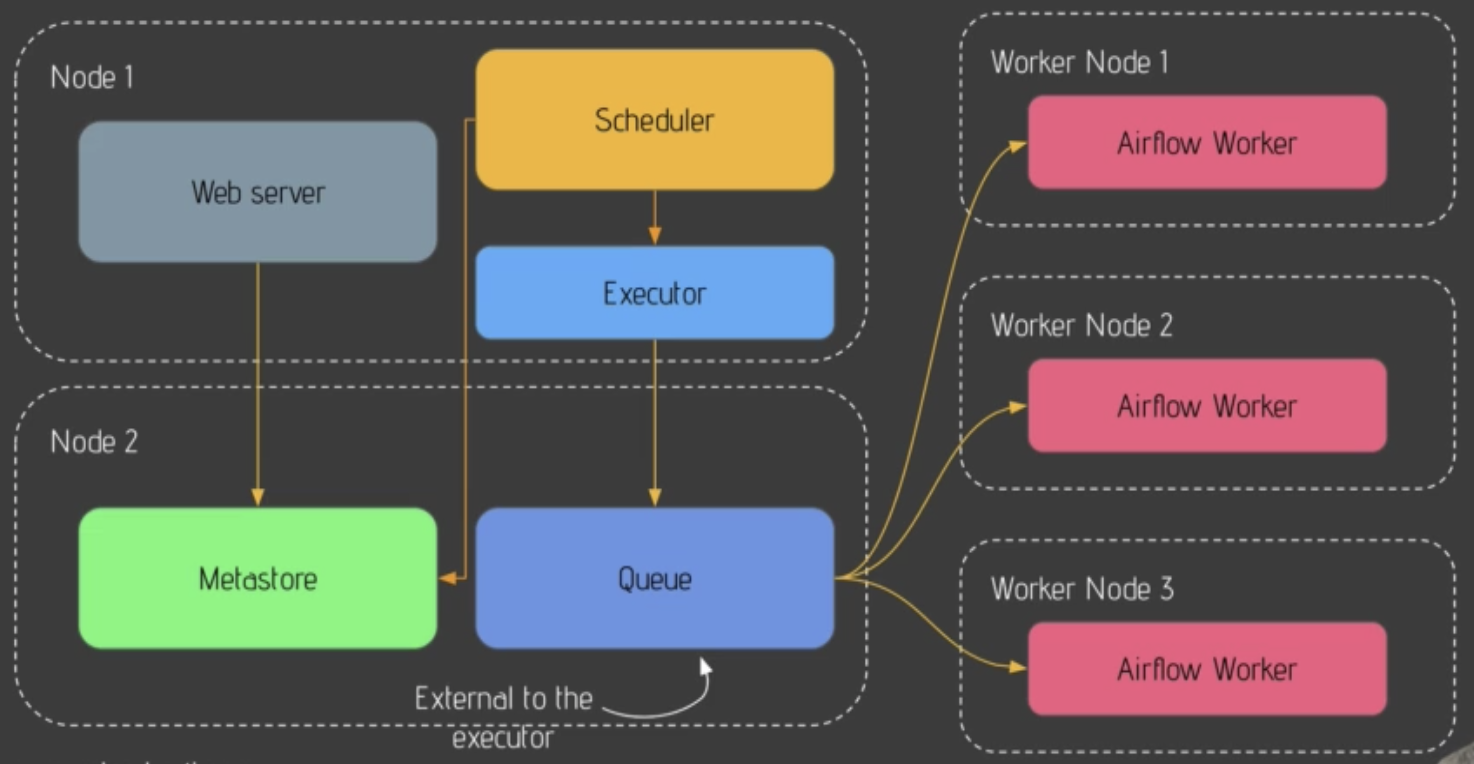 Node 1
Scheduler
Web server
Executor
Node 2
Metastore
Queue
External to the
executor
Worker Node 1
Airflow Worker
Worker Node 2
Airflow Worker
Worker Node 3
Airflow Worker